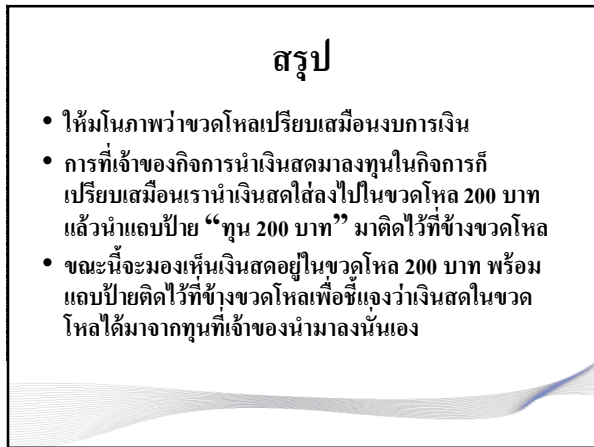 สรุป
• ให้มโนภาพว่าขวดโหลเปรียบเสมือนงบการเงิน
• การที่เจ้าของกิจการนำเงินสดมาลงทุนในกิจการก็
เปรียบเสมือนเรานำเงินสดใส่ลงไปในขวดโหล 200 บาท
แล้วนำแถบป้าย “ทุน 200 บาท” มาติดไว้ที่ข้างขวดโหล
• ขณะนี้จะมองเห็นเงินสดอยู่ในขวดโหล 200 บาท พร้อม
แถบป้ายติดไว้ที่ข้างขวดโหลเพื่อชี้แจงว่าเงินสดในขวด
โหลได้มาจากทุนที่เจ้าของนำมาลงนั่นเอง